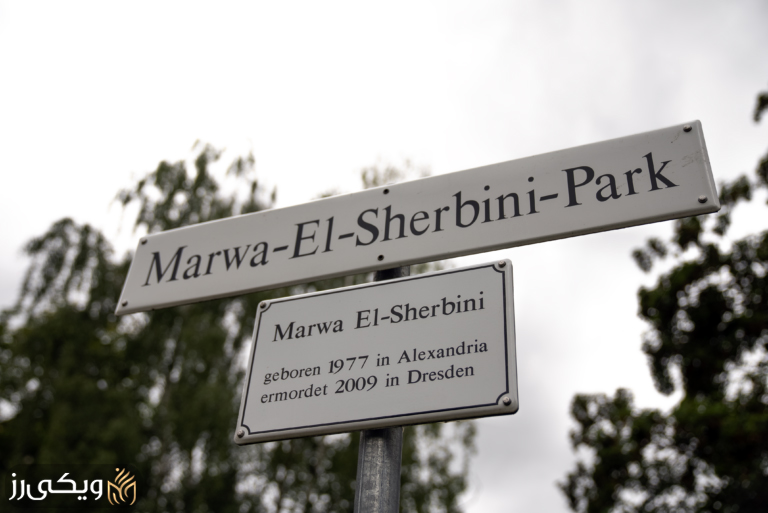 Marwa-El-Sherbini-Park
Marwa El-Sherbini
geboren 1977 in Alexandria
ermordet 2009 in Dresden
ویکی‌رز